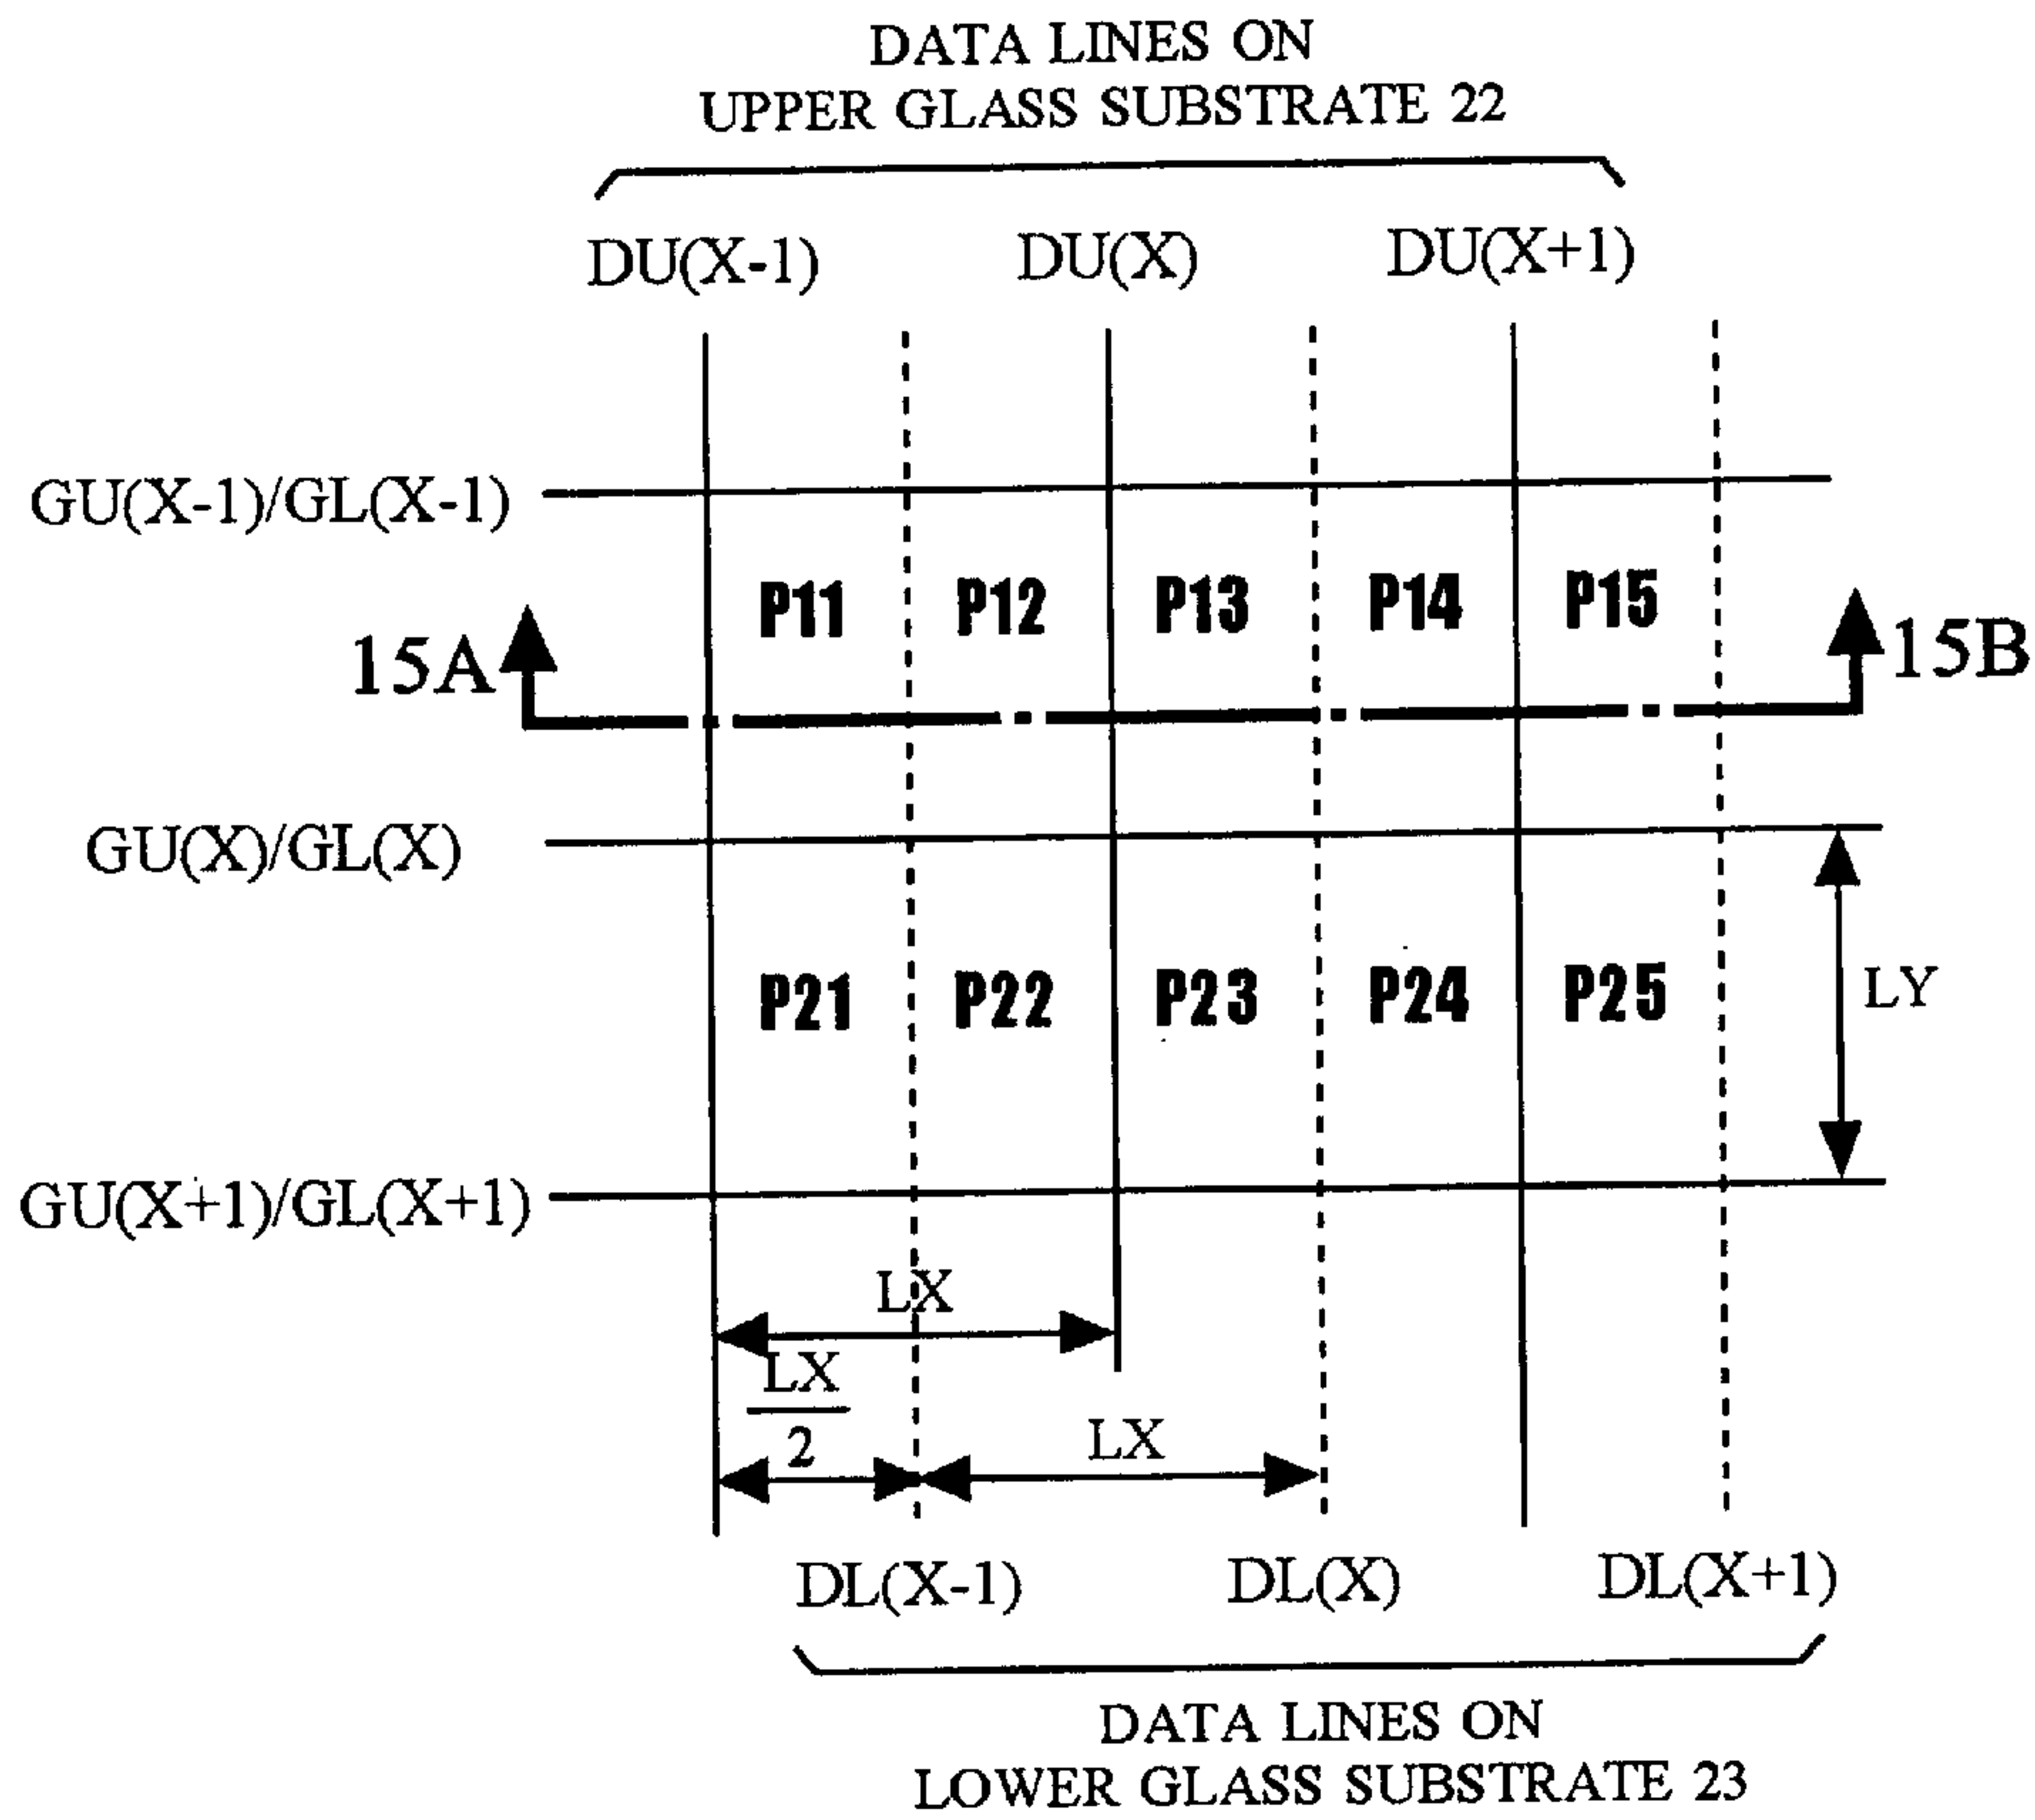 DATA LINES ON
UPPER GLASS SUBSTRATE 22
DU(X-1) DU(X) DU(X+1)
GU(X-1)/GL(X-1)
P11 P12 P13 P14 P15
15A 15B
GU(X)/GL(X)
P21 P22 P23 P24 P25
LY
GU(X+1)/GL(X+1)
LX
LX
2
LX
DL(X-1) DL(X) DL(X+1)
DATA LINES ON
LOWER GLASS SUBSTRATE 23